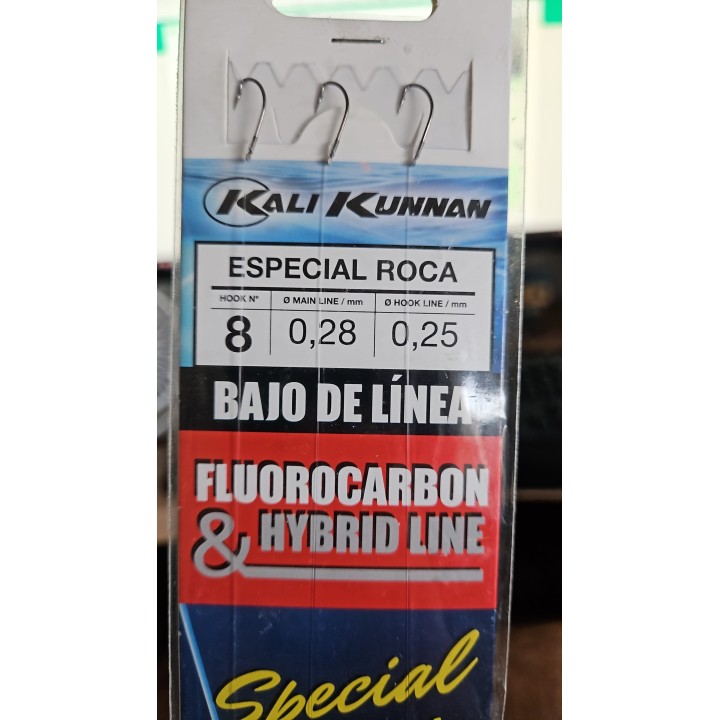 KALI KUNNAN
ESPECIAL ROCA
HOOK Nº Ø MAIN LINE / mm Ø HOOK LINE / mm
8 0,28 0,25
BAJO DE LÍNEA
FLUOROCARBON
& HYBRID LINE
Special